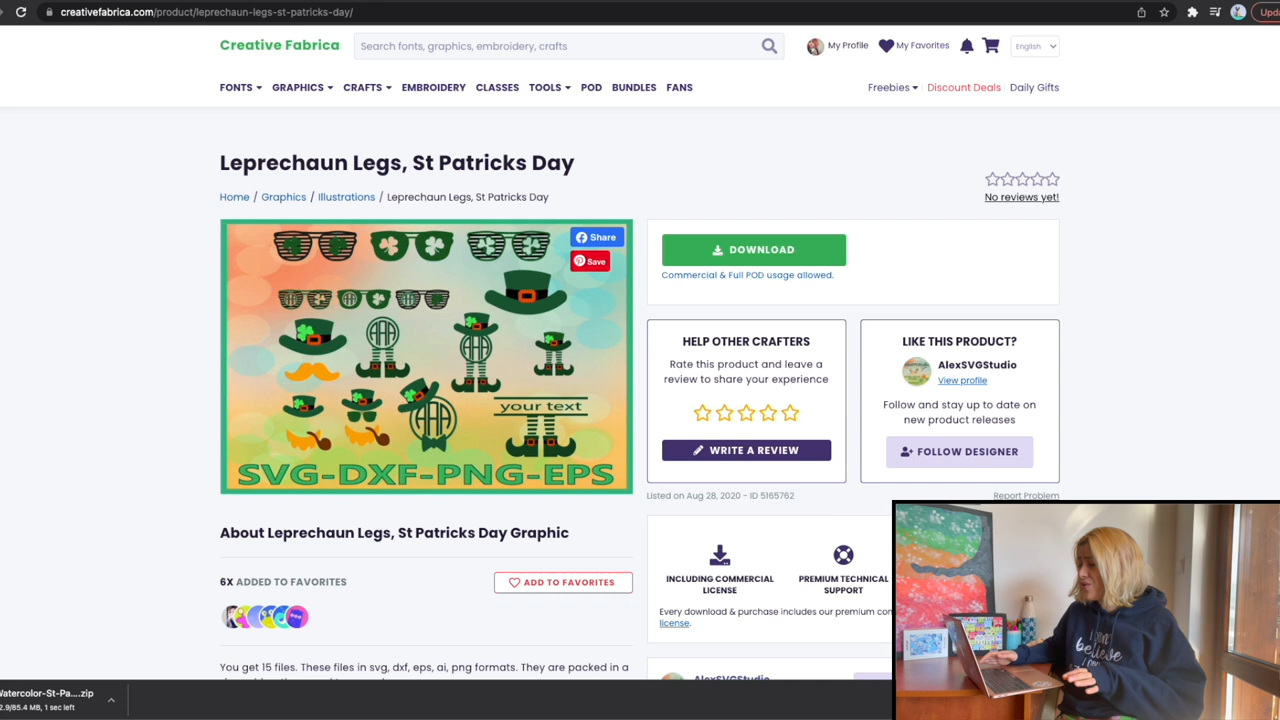 creativefabrica.com/product/leprechaun-legs-st-patricks-day/
Creative Fabrica
Search fonts, graphics, embroidery, crafts
My Profile
My Favorites
English
FONTS GRAPHICS CRAFTS EMBROIDERY CLASSES TOOLS POD BUNDLES FANS
Freebies Discount Deals Daily Gifts
Leprechaun Legs, St Patricks Day
Home / Graphics / Illustrations / Leprechaun Legs, St Patricks Day
No reviews yet!
Share
Save
your text
SVG-DXF-PNG-EPS
DOWNLOAD
Commercial & Full POD usage allowed.
HELP OTHER CRAFTERS
Rate this product and leave a
review to share your experience
WRITE A REVIEW
LIKE THIS PRODUCT?
AlexSVGStudio
View profile
Follow and stay up to date on
new product releases
FOLLOW DESIGNER
Listed on Aug 28, 2020 - ID 5165762
Report Problem
About Leprechaun Legs, St Patricks Day Graphic
6X ADDED TO FAVORITES
ADD TO FAVORITES
INCLUDING COMMERCIAL
LICENSE
PREMIUM TECHNICAL
SUPPORT
Every download & purchase includes our premium
license.
You get 15 files. These files in svg, dxf, eps, ai, png formats. They are packed in a
AlexSVGStudio
Watercolor-St-Pa....zip
2.9/85.4 MB, 1 sec left
believe